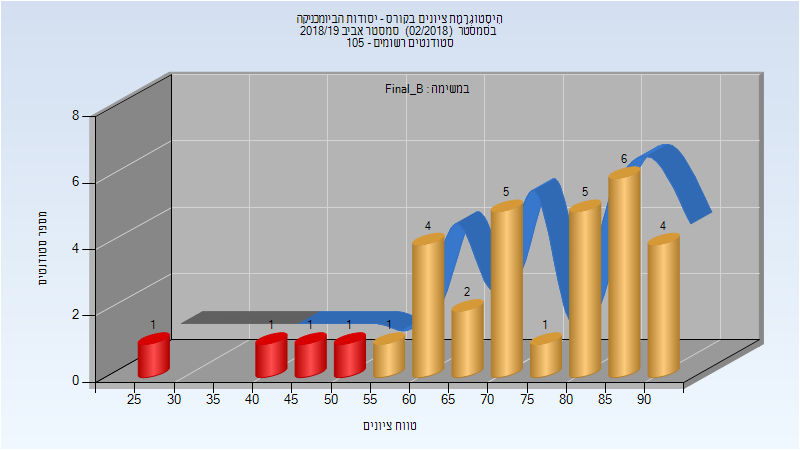 היסטוגרמת ציונים בקורס - יסודות הביומכניקה
בסמסטר (02/2018) סמסטר אביב 2018/19
סטודנטים רשומים - 105
במשימה : Final_B
מספר סטודנטים
8
6
4
2
0
1
1
1
1
1
4
2
5
1
5
6
4
25 30 35 40 45 50 55 60 65 70 75 80 85 90
טווח ציונים